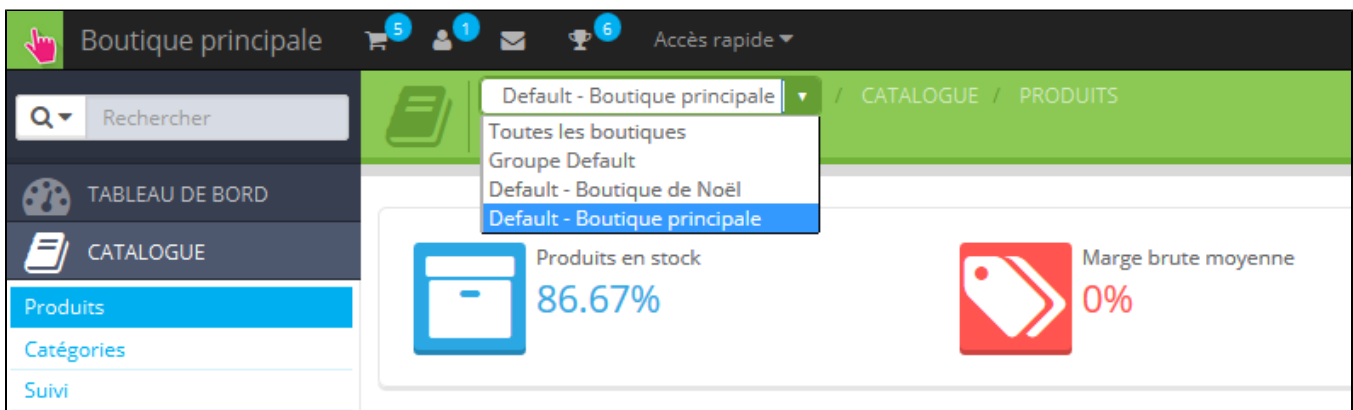 Boutique principale 5 1 6 Accès rapide
Rechercher
Default - Boutique principale / CATALOGUE / PRODUITS
Toutes les boutiques
Groupe Default
Default - Boutique de Noël
Default - Boutique principale
TABLEAU DE BORD
CATALOGUE
Produits
Catégories
Suivi
Produits en stock
86.67%
Marge brute moyenne
0%